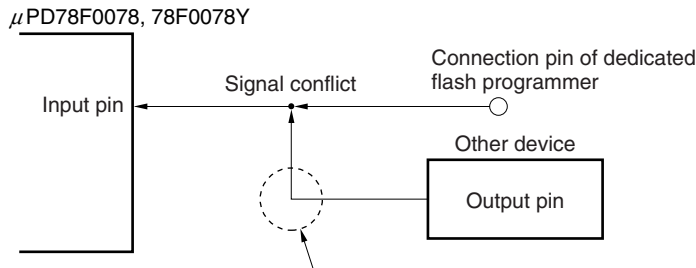 μPD78F0078, 78F0078Y
Connection pin of dedicated
flash programmer
Signal conflict
Input pin
Other device
Output pin